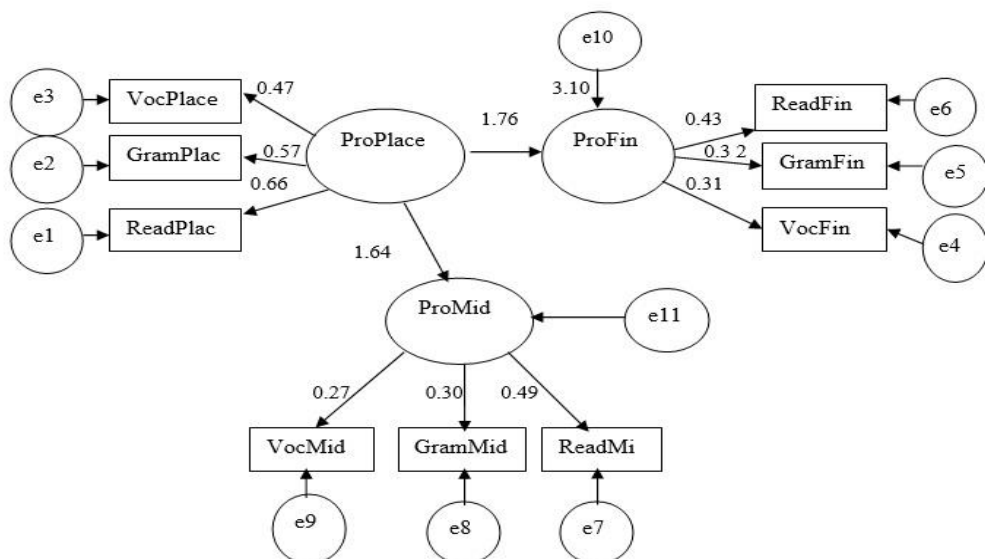 e10
e3
VocPlace
0.47
3.10
ReadFin
e6
ProPlace
1.76
ProFin
0.43
e2
GramPlac
0.57
0.3 2
GramFin
e5
0.66
0.31
e1
ReadPlac
VocFin
e4
1.64
ProMid
e11
0.27
0.30
0.49
VocMid
GramMid
ReadMi
e9
e8
e7